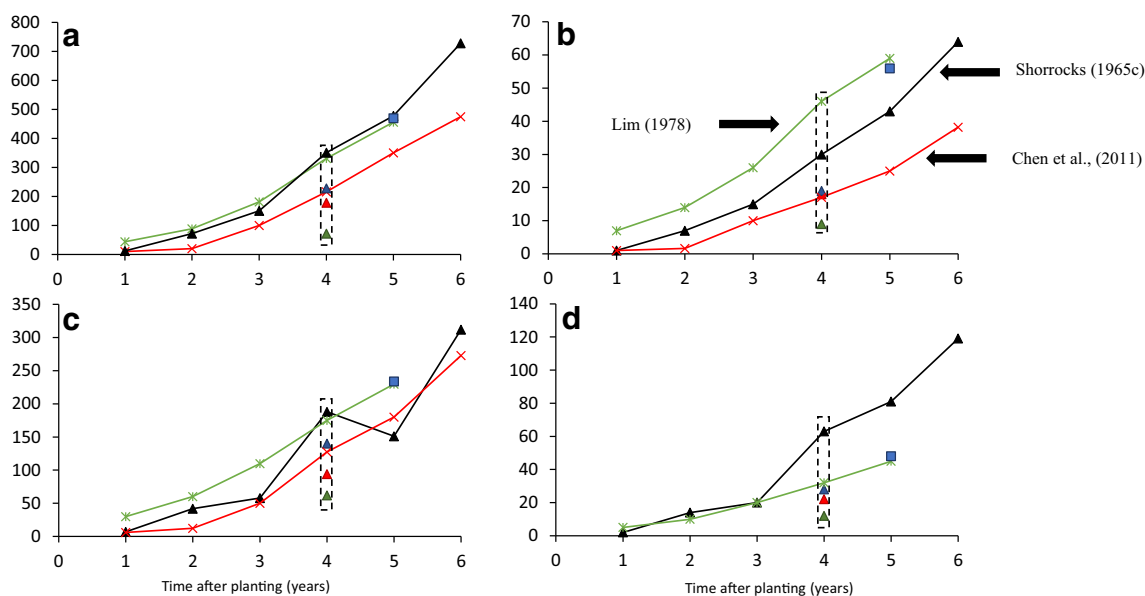 a
800
700
600
500
400
300
200
100
0
0 1 2 3 4 5 6
b
70
60
50
40
30
20
10
0
0 1 2 3 4 5 6
Lim (1978)
Shorrocks (1965c)
Chen et al., (2011)
c
350
300
250
200
150
100
50
0
0 1 2 3 4 5 6
Time after planting (years)
d
140
120
100
80
60
40
20
0
0 1 2 3 4 5 6
Time after planting (years)